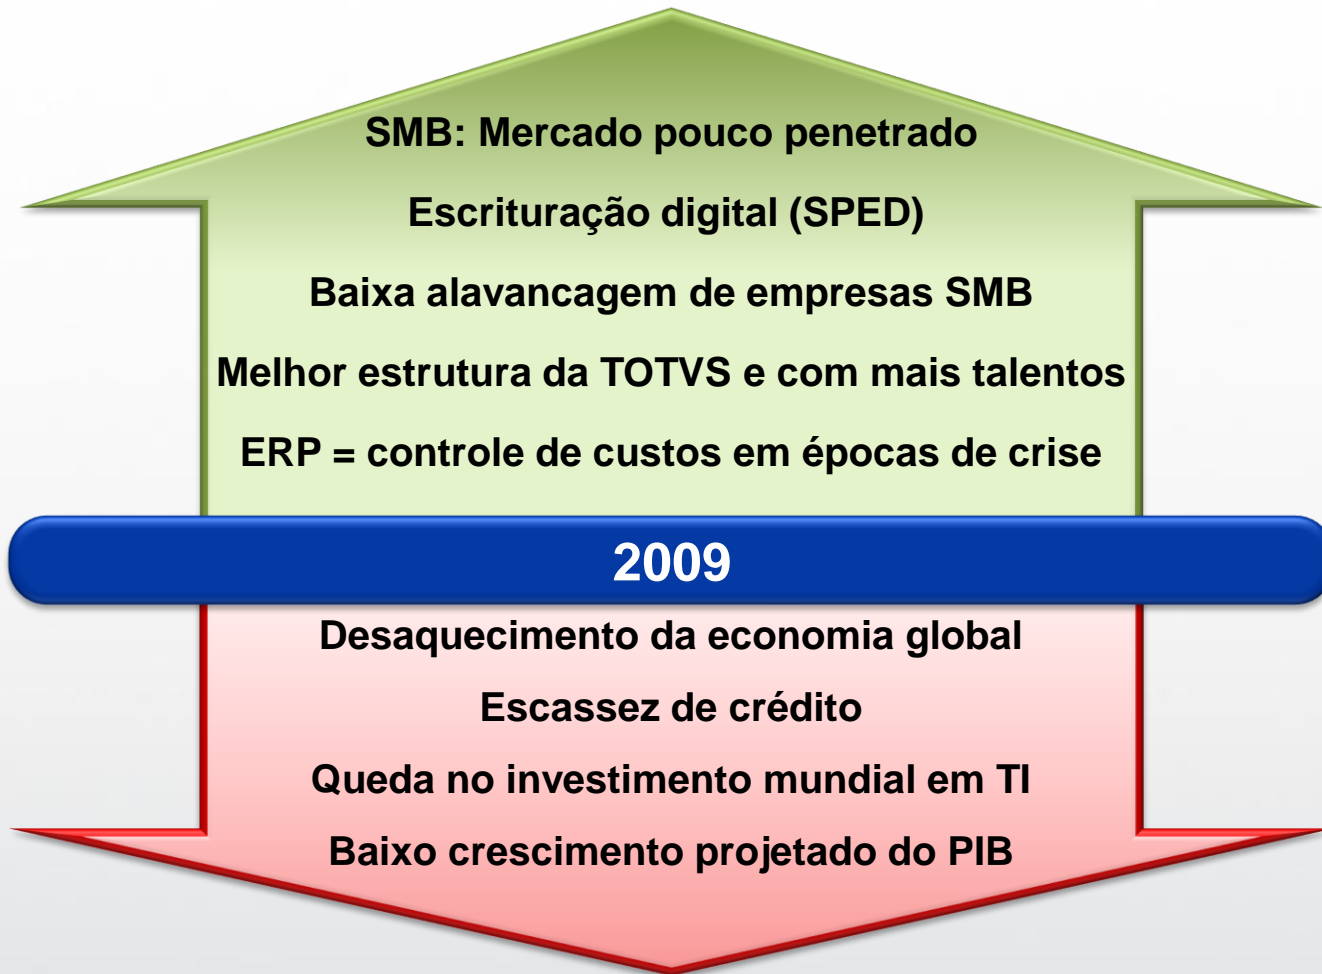 SMB: Mercado pouco penetrado
Escrituração digital (SPED)
Baixa alavancagem de empresas SMB
Melhor estrutura da TOTVS e com mais talentos
ERP = controle de custos em épocas de crise
2009
Desaquecimento da economia global
Escassez de crédito
Queda no investimento mundial em TI
Baixo crescimento projetado do PIB